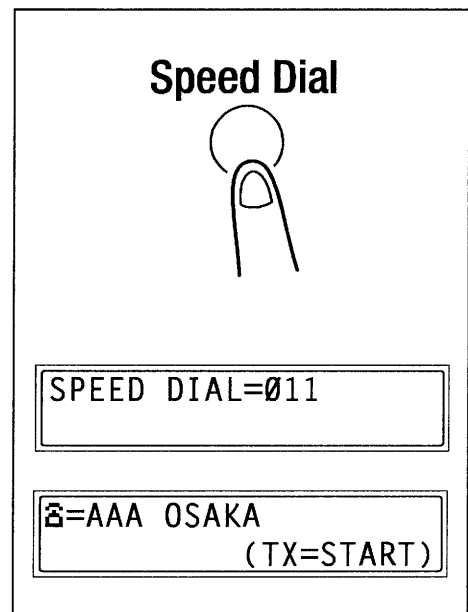 Speed Dial
SPEED DIAL=Ø11
☎=AAA OSAKA
(TX=START)